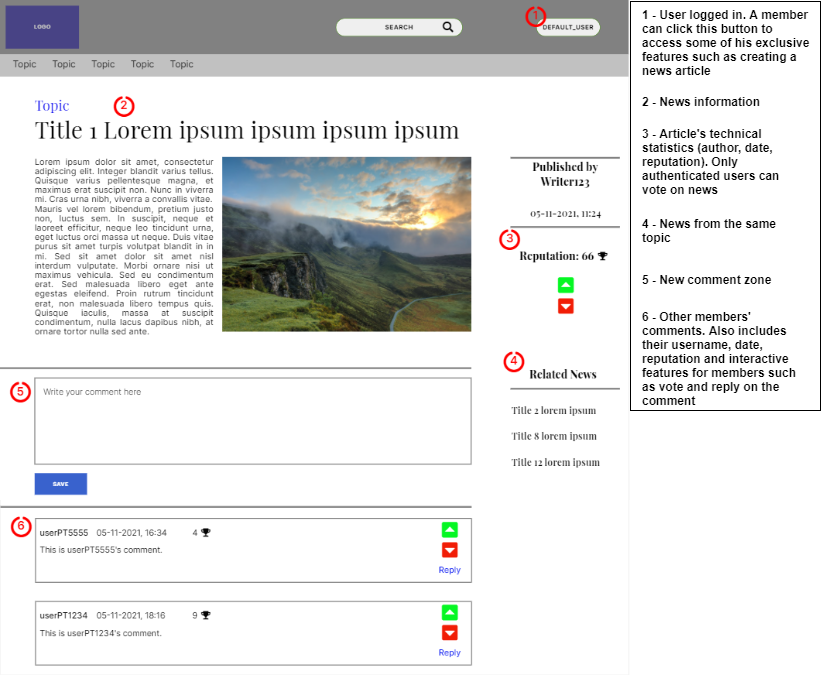 LOGO
SEARCH
1
DEFAULT_USER
Topic Topic Topic Topic Topic
Topic
2
Title 1 Lorem ipsum ipsum ipsum ipsum
Lorem ipsum dolor sit amet, consectetur
adipiscing elit. Integer blandit varius tellus.
Quisque varius pellentesque magna, et
maximus erat suscipit non. Nunc in viverra
mi. Cras urna nibh, viverra a convallis vitae.
Mauris vel lorem bibendum, pretium justo
non, luctus sem. In suscipit, neque et
laoreet efficitur, neque leo tincidunt urna,
eget luctus orci massa ut neque. Duis vitae
purus sit amet turpis volutpat blandit in in
mi. Sed sit amet dolor sit amet nisl
interdum vulputate. Morbi ornare nisi ut
maximus vehicula. Sed eu condimentum
erat. Sed malesuada libero eget ante
egestas eleifend. Proin rutrum tincidunt
erat, non malesuada libero tempus quis.
Quisque iaculis, massa at suscipit
condimentum, nulla lacus dapibus nibh, at
ornare tortor nulla sed ante.
Published by
Writer123
05-11-2021, 11:24
3
Reputation: 66
4
Related News
Title 2 lorem ipsum
Title 8 lorem ipsum
Title 12 lorem ipsum
5
Write your comment here
SAVE
6
userPT5555 05-11-2021, 16:34 4
This is userPT5555's comment.
Reply
userPT1234 05-11-2021, 18:16 9
This is userPT1234's comment.
Reply
1 - User logged in. A member
can click this button to
access some of his exclusive
features such as creating a
news article
2 - News information
3 - Article's technical
statistics (author, date,
reputation). Only
authenticated users can
vote on news
4 - News from the same
topic
5 - New comment zone
6 - Other members'
comments. Also includes
their username, date,
reputation and interactive
features for members such
as vote and reply on the
comment